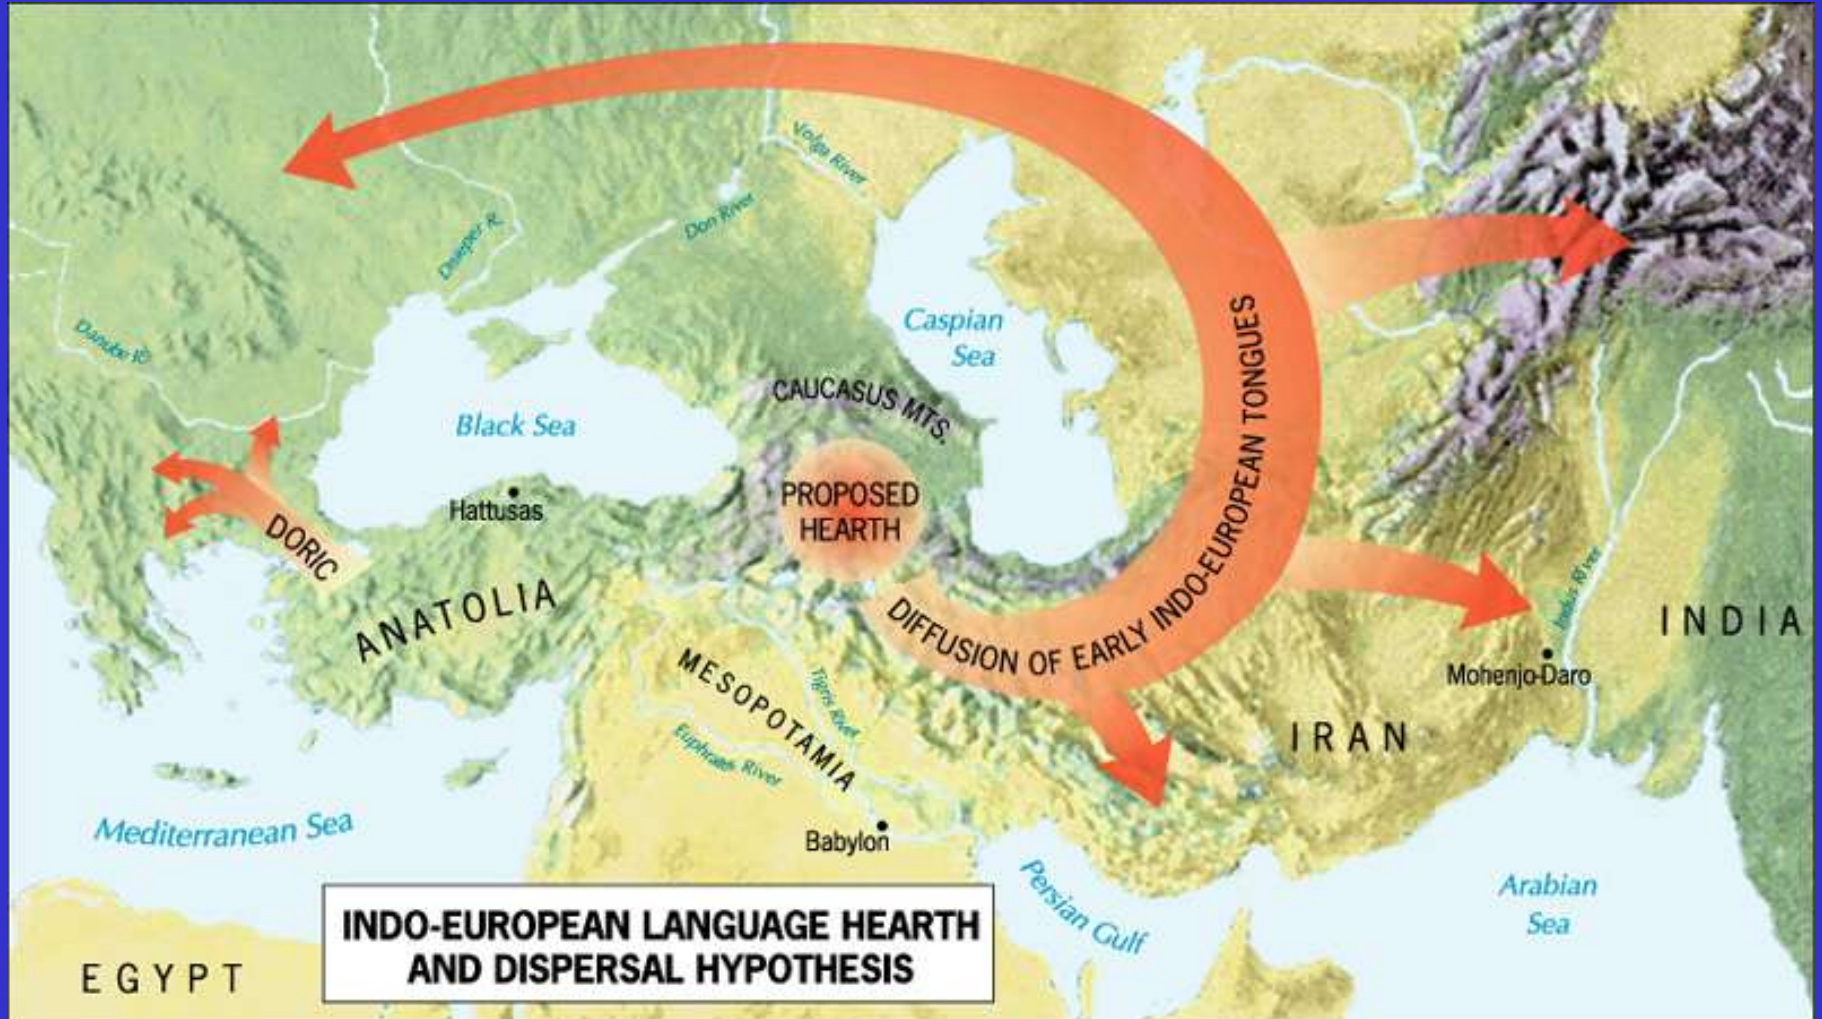 Volga River
Don River
Dnieper R.
Danube R.
Caspian
Sea
CAUCASUS MTS.
Black Sea
PROPOSED
HEARTH
Hattusas
DORIC
ANATOLIA
DIFFUSION OF EARLY INDO-EUROPEAN TONGUES
Indus River
INDIA
Mohenjo-Daro
MESOPOTAMIA
Tigris River
Euphrates River
IRAN
Mediterranean Sea
Babylon
Persian Gulf
Arabian
Sea
INDO-EUROPEAN LANGUAGE HEARTH
AND DISPERSAL HYPOTHESIS
EGYPT